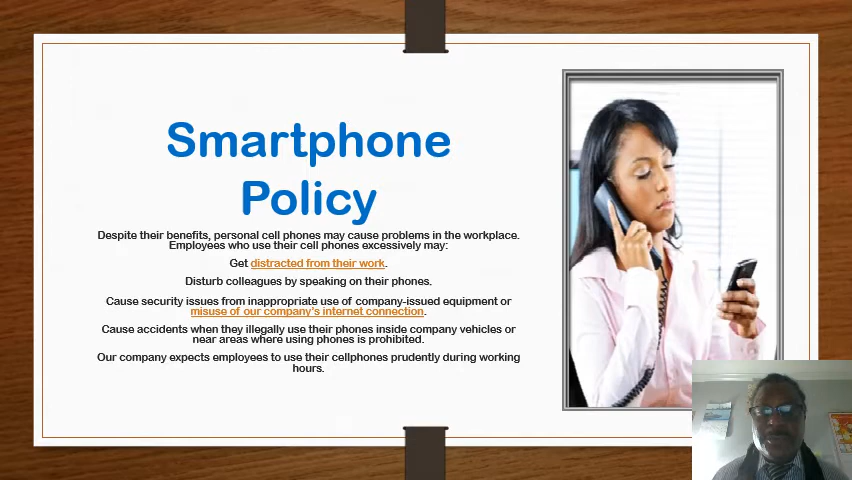 Smartphone
Policy
Despite their benefits, personal cell phones may cause problems in the workplace.
Employees who use their cell phones excessively may:
Get distracted from their work.
Disturb colleagues by speaking on their phones.
Cause security issues from inappropriate use of company-issued equipment or
misuse of our company's internet connection.
Cause accidents when they illegally use their phones inside company vehicles or
near areas where using phones is prohibited.
Our company expects employees to use their cellphones prudently during working
hours.